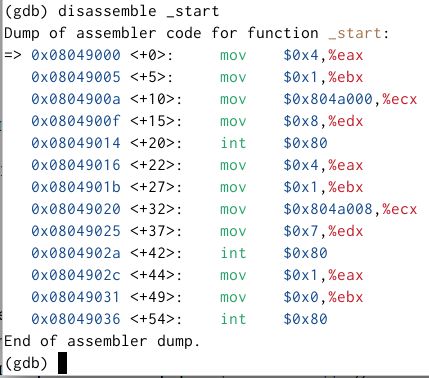 (gdb) disassemble _start
Dump of assembler code for function _start:
=> 0x08049000 <+0>:     mov    $0x4,%eax
   0x08049005 <+5>:     mov    $0x1,%ebx
   0x0804900a <+10>:    mov    $0x804a000,%ecx
   0x0804900f <+15>:    mov    $0x8,%edx
   0x08049014 <+20>:    int    $0x80
   0x08049016 <+22>:    mov    $0x4,%eax
   0x0804901b <+27>:    mov    $0x1,%ebx
   0x08049020 <+32>:    mov    $0x804a008,%ecx
   0x08049025 <+37>:    mov    $0x7,%edx
   0x0804902a <+42>:    int    $0x80
   0x0804902c <+44>:    mov    $0x1,%eax
   0x08049031 <+49>:    mov    $0x0,%ebx
   0x08049036 <+54>:    int    $0x80
End of assembler dump.
(gdb)